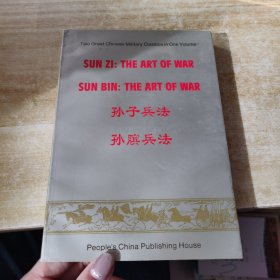 Two Great Chinese Military Classics in One Volume
SUN ZI: THE ART OF WAR
SUN BIN: THE ART OF WAR
孙子兵法
孙膑兵法
People's China Publishing House